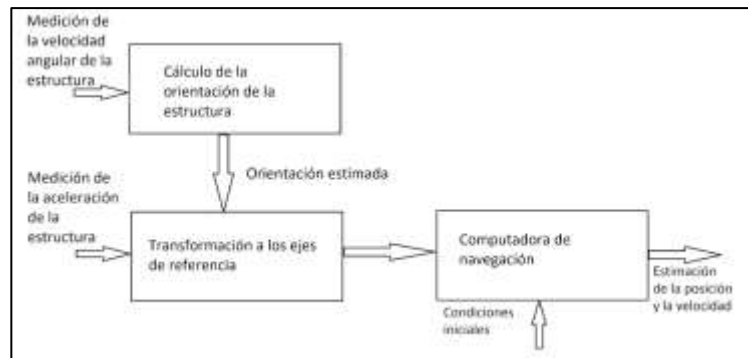 Medición de
la velocidad
angular de la
estructura
Cálculo de la
orientación de la
estructura
Orientación estimada
Medición de
la aceleración
de la
estructura
Transformación a los ejes
de referencia
Computadora de
navegación
Estimación
de la posición
y la velocidad
Condiciones
iniciales